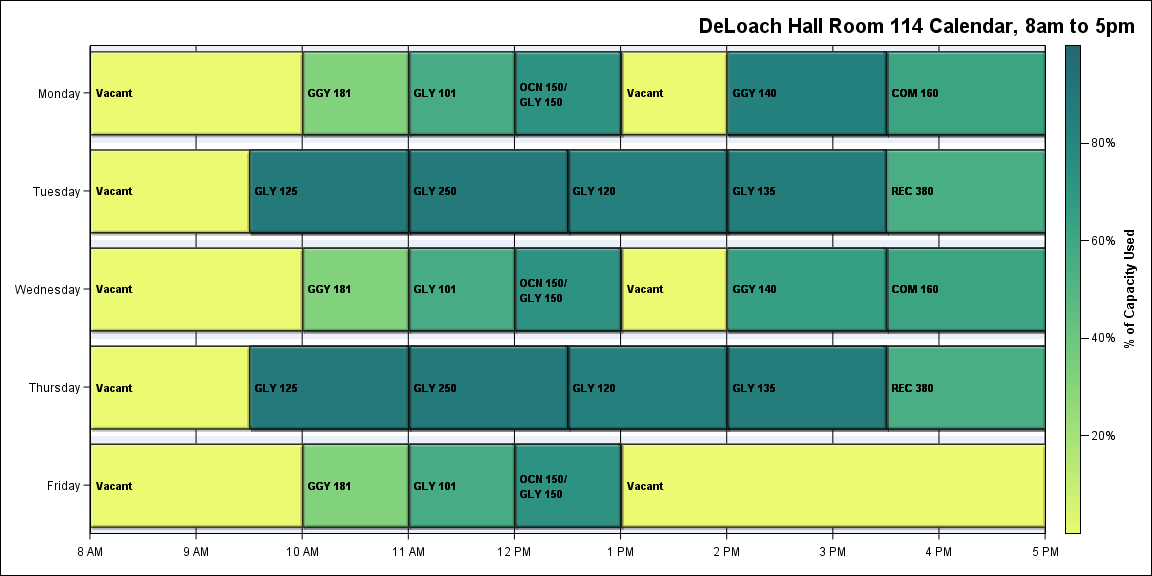 DeLoach Hall Room 114 Calendar, 8am to 5pm
Monday
Vacant
GGY 181
GLY 101
OCN 150/
GLY 150
Vacant
GGY 140
COM 160
Tuesday
Vacant
GLY 125
GLY 250
GLY 120
GLY 135
REC 380
Wednesday
Vacant
GGY 181
GLY 101
OCN 150/
GLY 150
Vacant
GGY 140
COM 160
Thursday
Vacant
GLY 125
GLY 250
GLY 120
GLY 135
REC 380
Friday
Vacant
GGY 181
GLY 101
OCN 150/
GLY 150
Vacant
8 AM
9 AM
10 AM
11 AM
12 PM
1 PM
2 PM
3 PM
4 PM
5 PM
80%
60%
40%
20%
% of Capacity Used